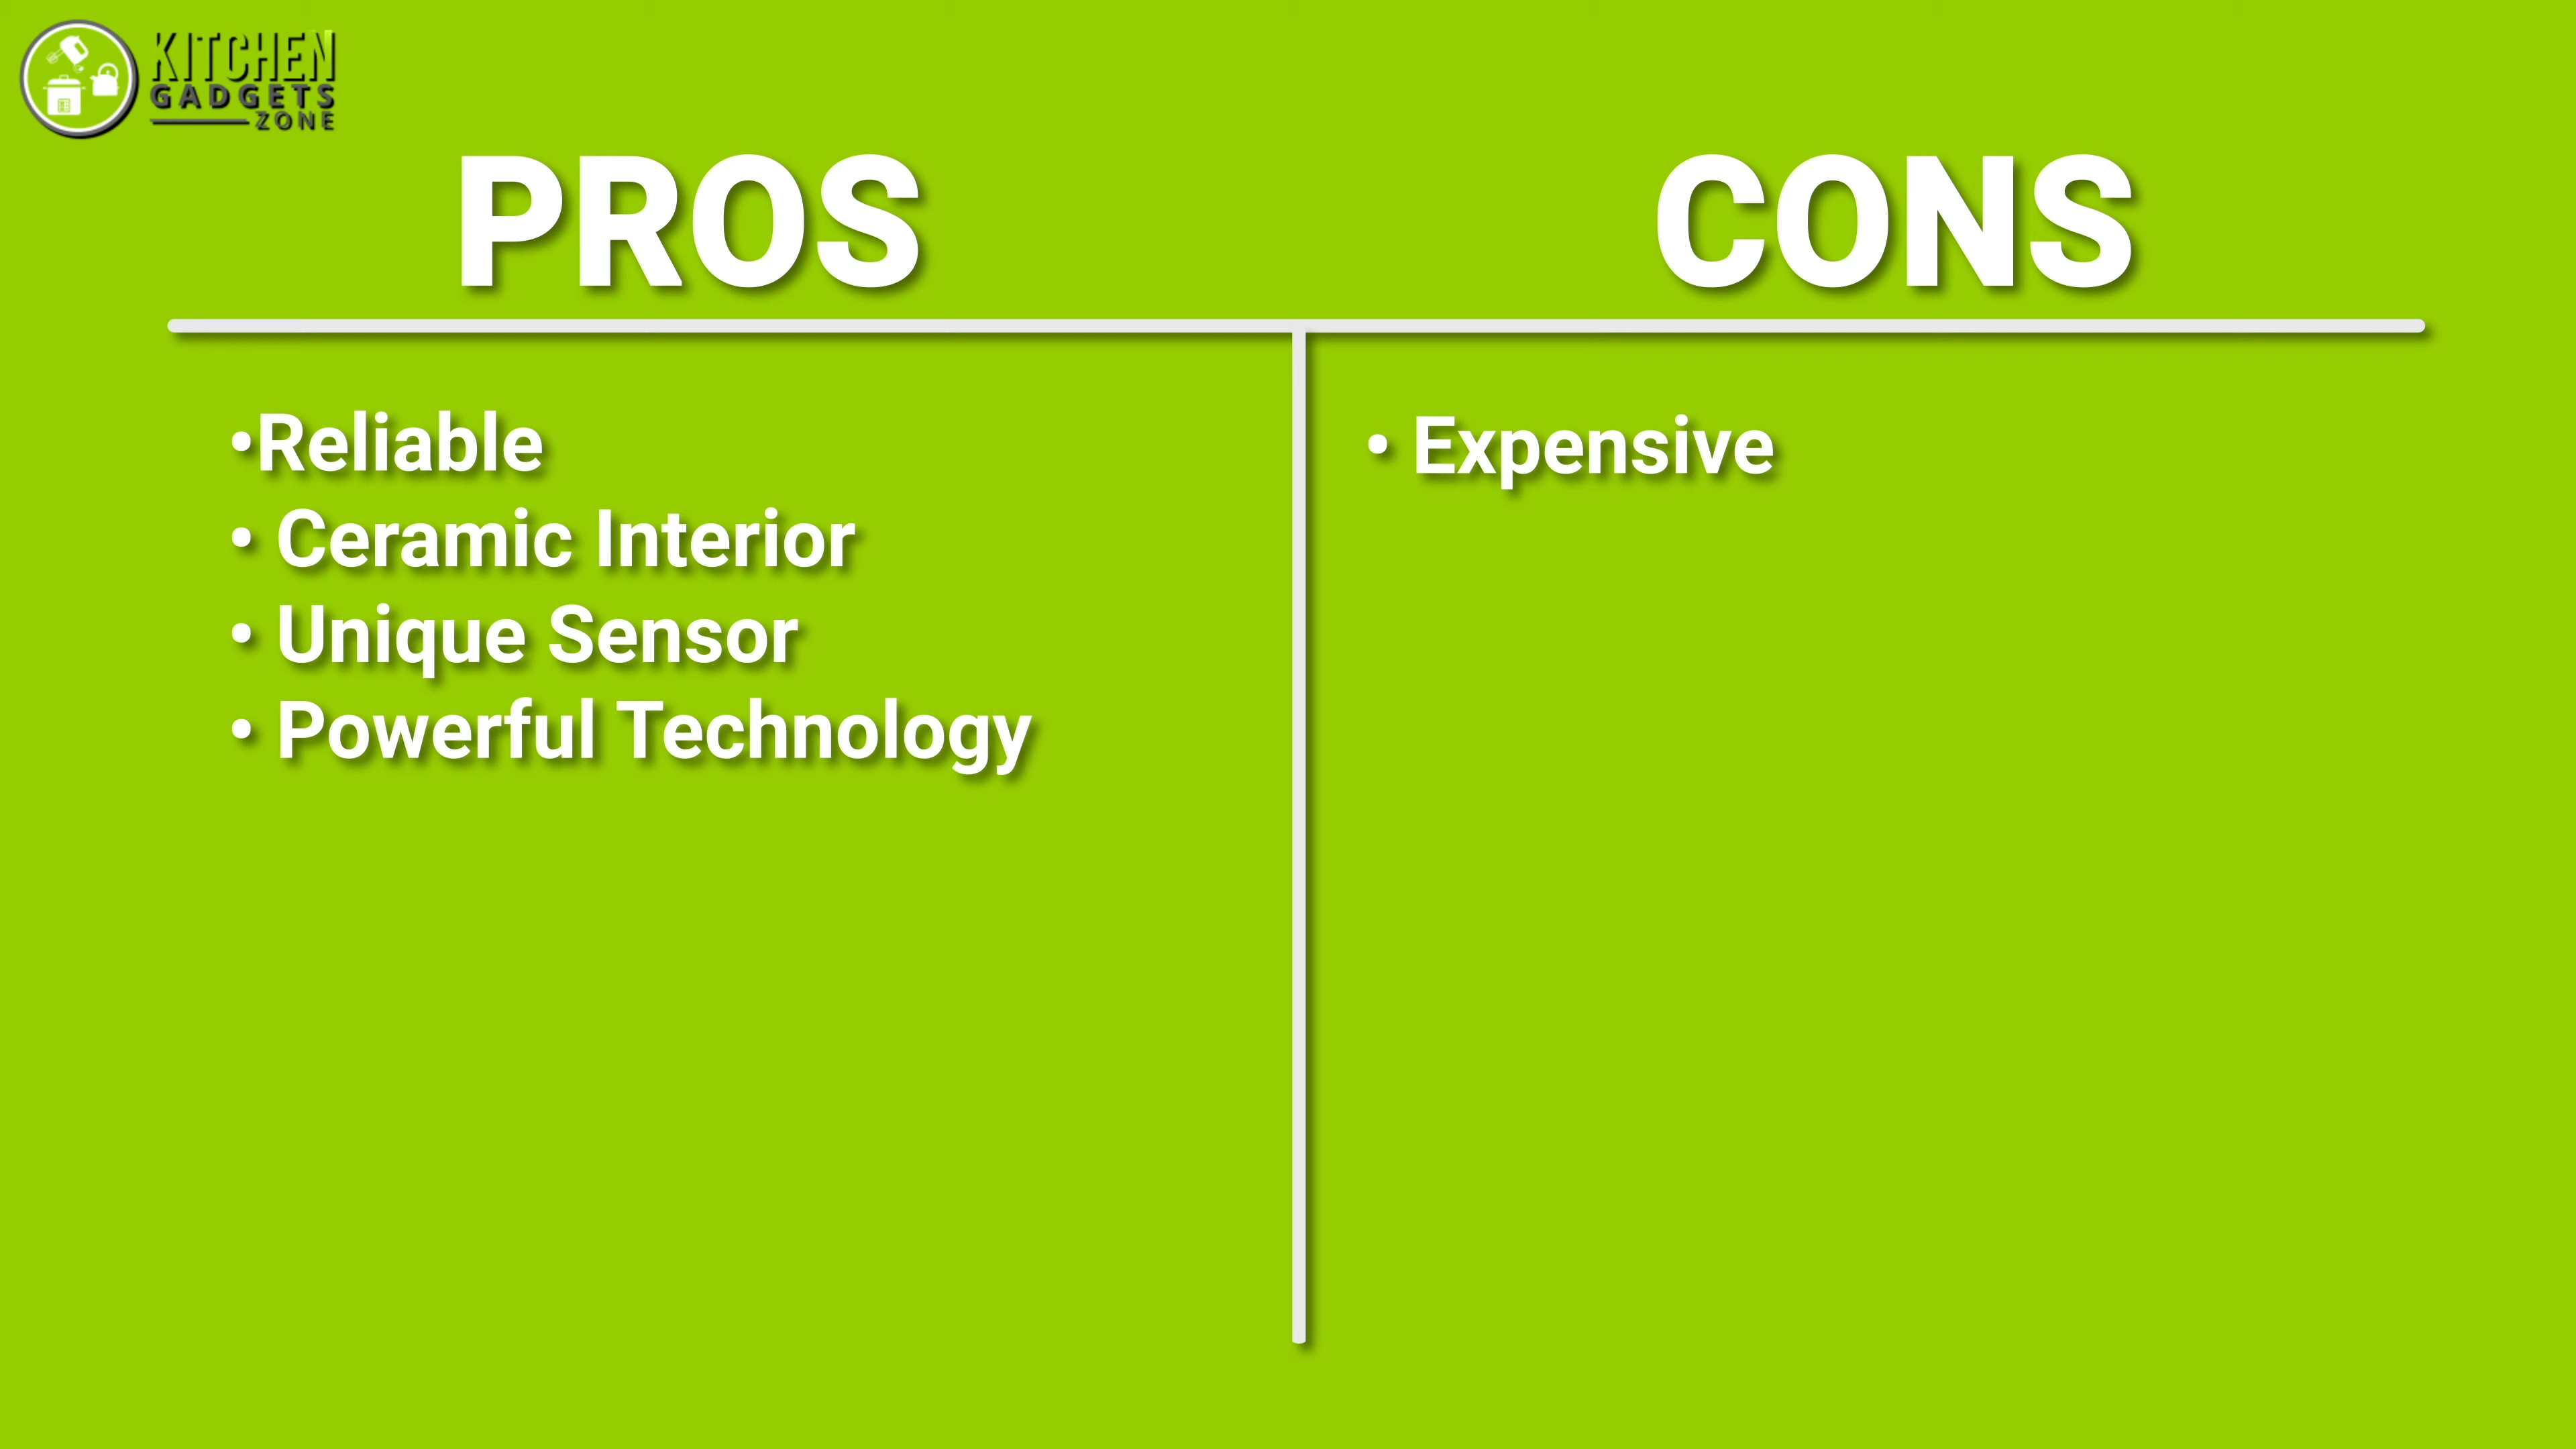 KITCHEN
GADGETS
ZONE
PROS
CONS
•Reliable
• Ceramic Interior
• Unique Sensor
• Powerful Technology
• Expensive